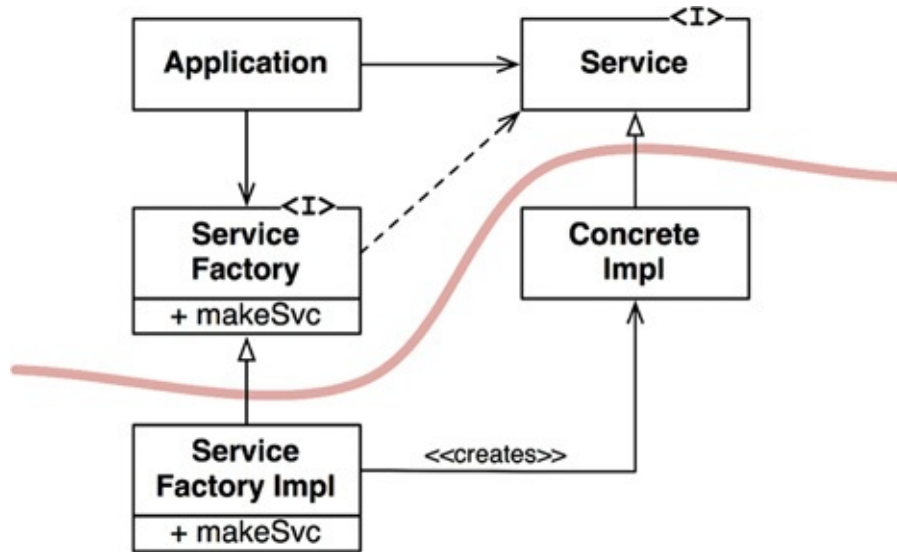 <I>
Application
Service
<I>
Service
Factory
+ makeSvc
Concrete
Impl
Service
Factory Impl
+ makeSvc
<<creates>>